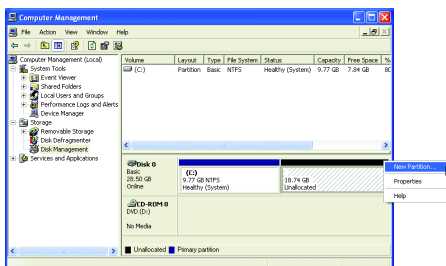 Computer Management
File Action View Window Help
Computer Management (Local)
System Tools
Event Viewer
Shared Folders
Local Users and Groups
Performance Logs and Alerts
Device Manager
Storage
Removable Storage
Disk Defragmenter
Disk Management
Services and Applications
Volume Layout Type File System Status Capacity Free Space %
(C:) Partition Basic NTFS Healthy (System) 9.77 GB 7.84 GB 80
Disk 0
Basic
28.50 GB
Online
(C:)
9.77 GB NTFS
Healthy (System)
18.74 GB
Unallocated
CD-ROM 0
DVD (D:)
No Media
Unallocated Primary partition
New Partition...
Properties
Help